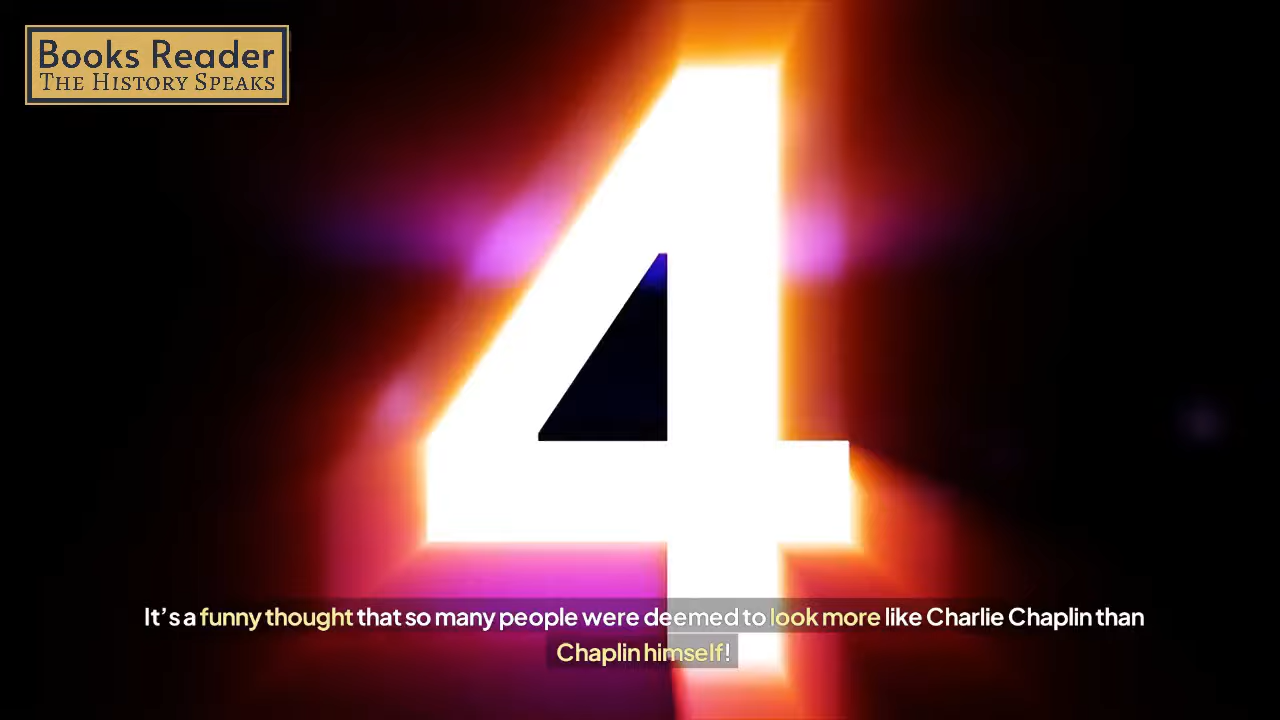 Books Reader
The History Speaks
4
It's a funny thought that so many people were deemed to look more like Charlie Chaplin than
Chaplin himself!